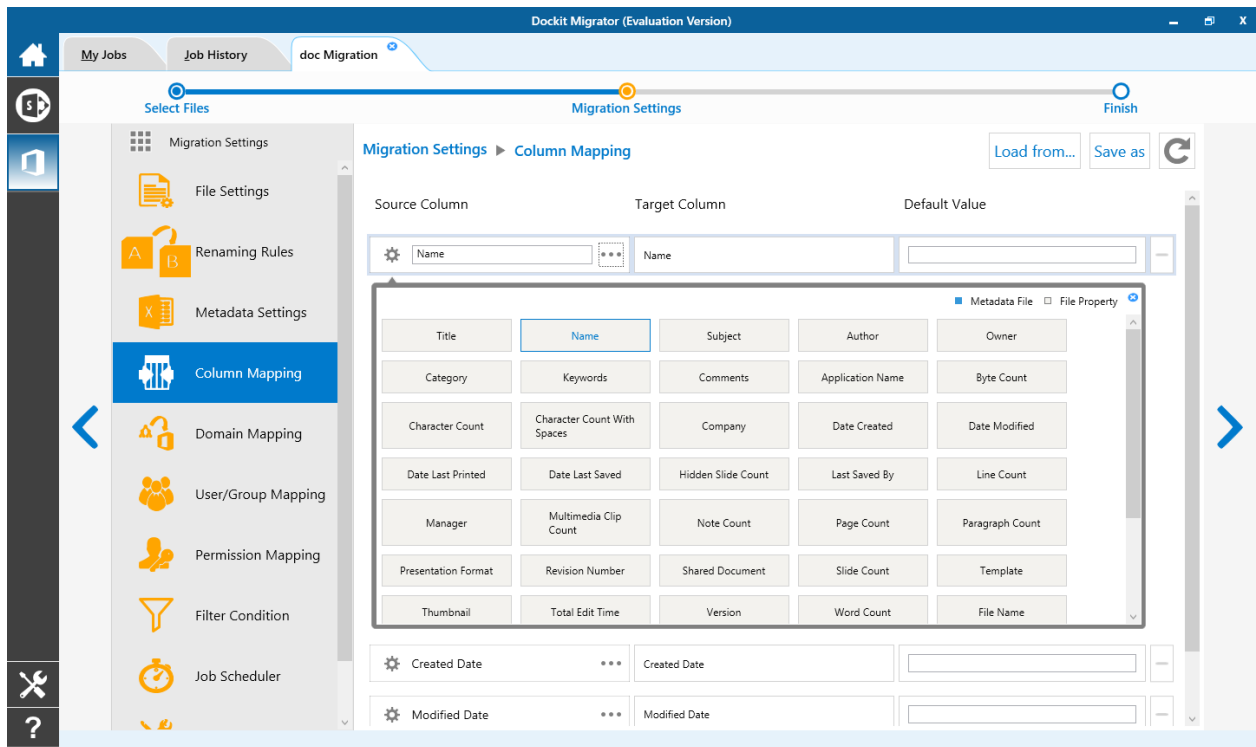 Dockit Migrator (Evaluation Version)
X
My Jobs
Job History
doc Migration
Select Files
Migration Settings
Finish
Migration Settings
File Settings
A
B
Renaming Rules
X
Metadata Settings
Column Mapping
Domain Mapping
User/Group Mapping
Permission Mapping
Filter Condition
Job Scheduler
S
?
Migration Settings ▶ Column Mapping
Load from...
Save as
Source Column
Target Column
Default Value
Name
Name
Metadata File
File Property
Title
Name
Subject
Author
Owner
Category
Keywords
Comments
Application Name
Byte Count
Character Count
Character Count With
Spaces
Company
Date Created
Date Modified
Date Last Printed
Date Last Saved
Hidden Slide Count
Last Saved By
Line Count
Manager
Multimedia Clip
Count
Note Count
Page Count
Paragraph Count
Presentation Format
Revision Number
Shared Document
Slide Count
Template
Thumbnail
Total Edit Time
Version
Word Count
File Name
Created Date
Created Date
Modified Date
Modified Date